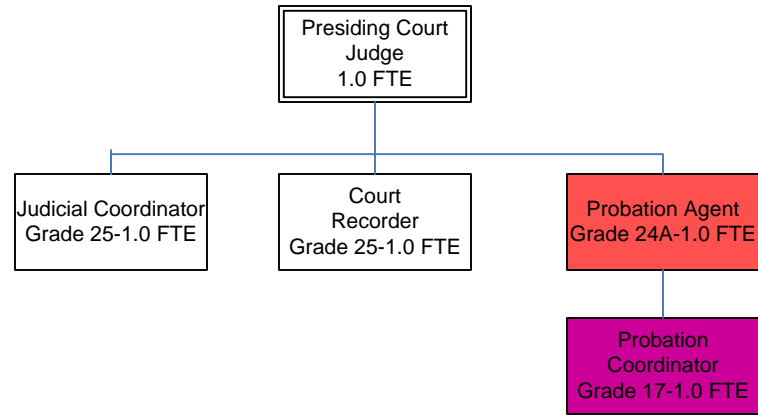 Presiding Court
Judge
1.0 FTE
Judicial Coordinator
Grade 25-1.0 FTE
Court
Recorder
Grade 25-1.0 FTE
Probation Agent
Grade 24A-1.0 FTE
Probation
Coordinator
Grade 17-1.0 FTE